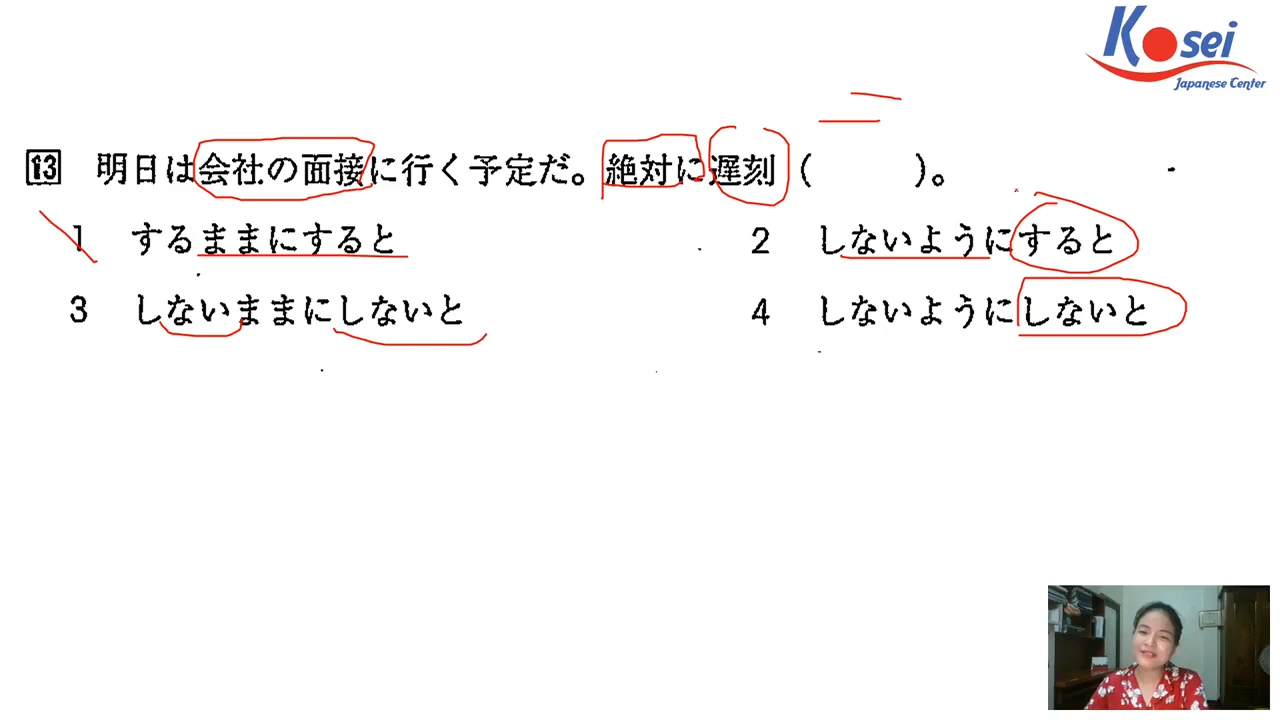 Kosei
Japanese Center
13 明日は会社の面接に行く予定だ。絶対に遅刻（ ）。
1 するままにすると
2 しないようにすると
3 しないままにしないと
4 しないようにしないと